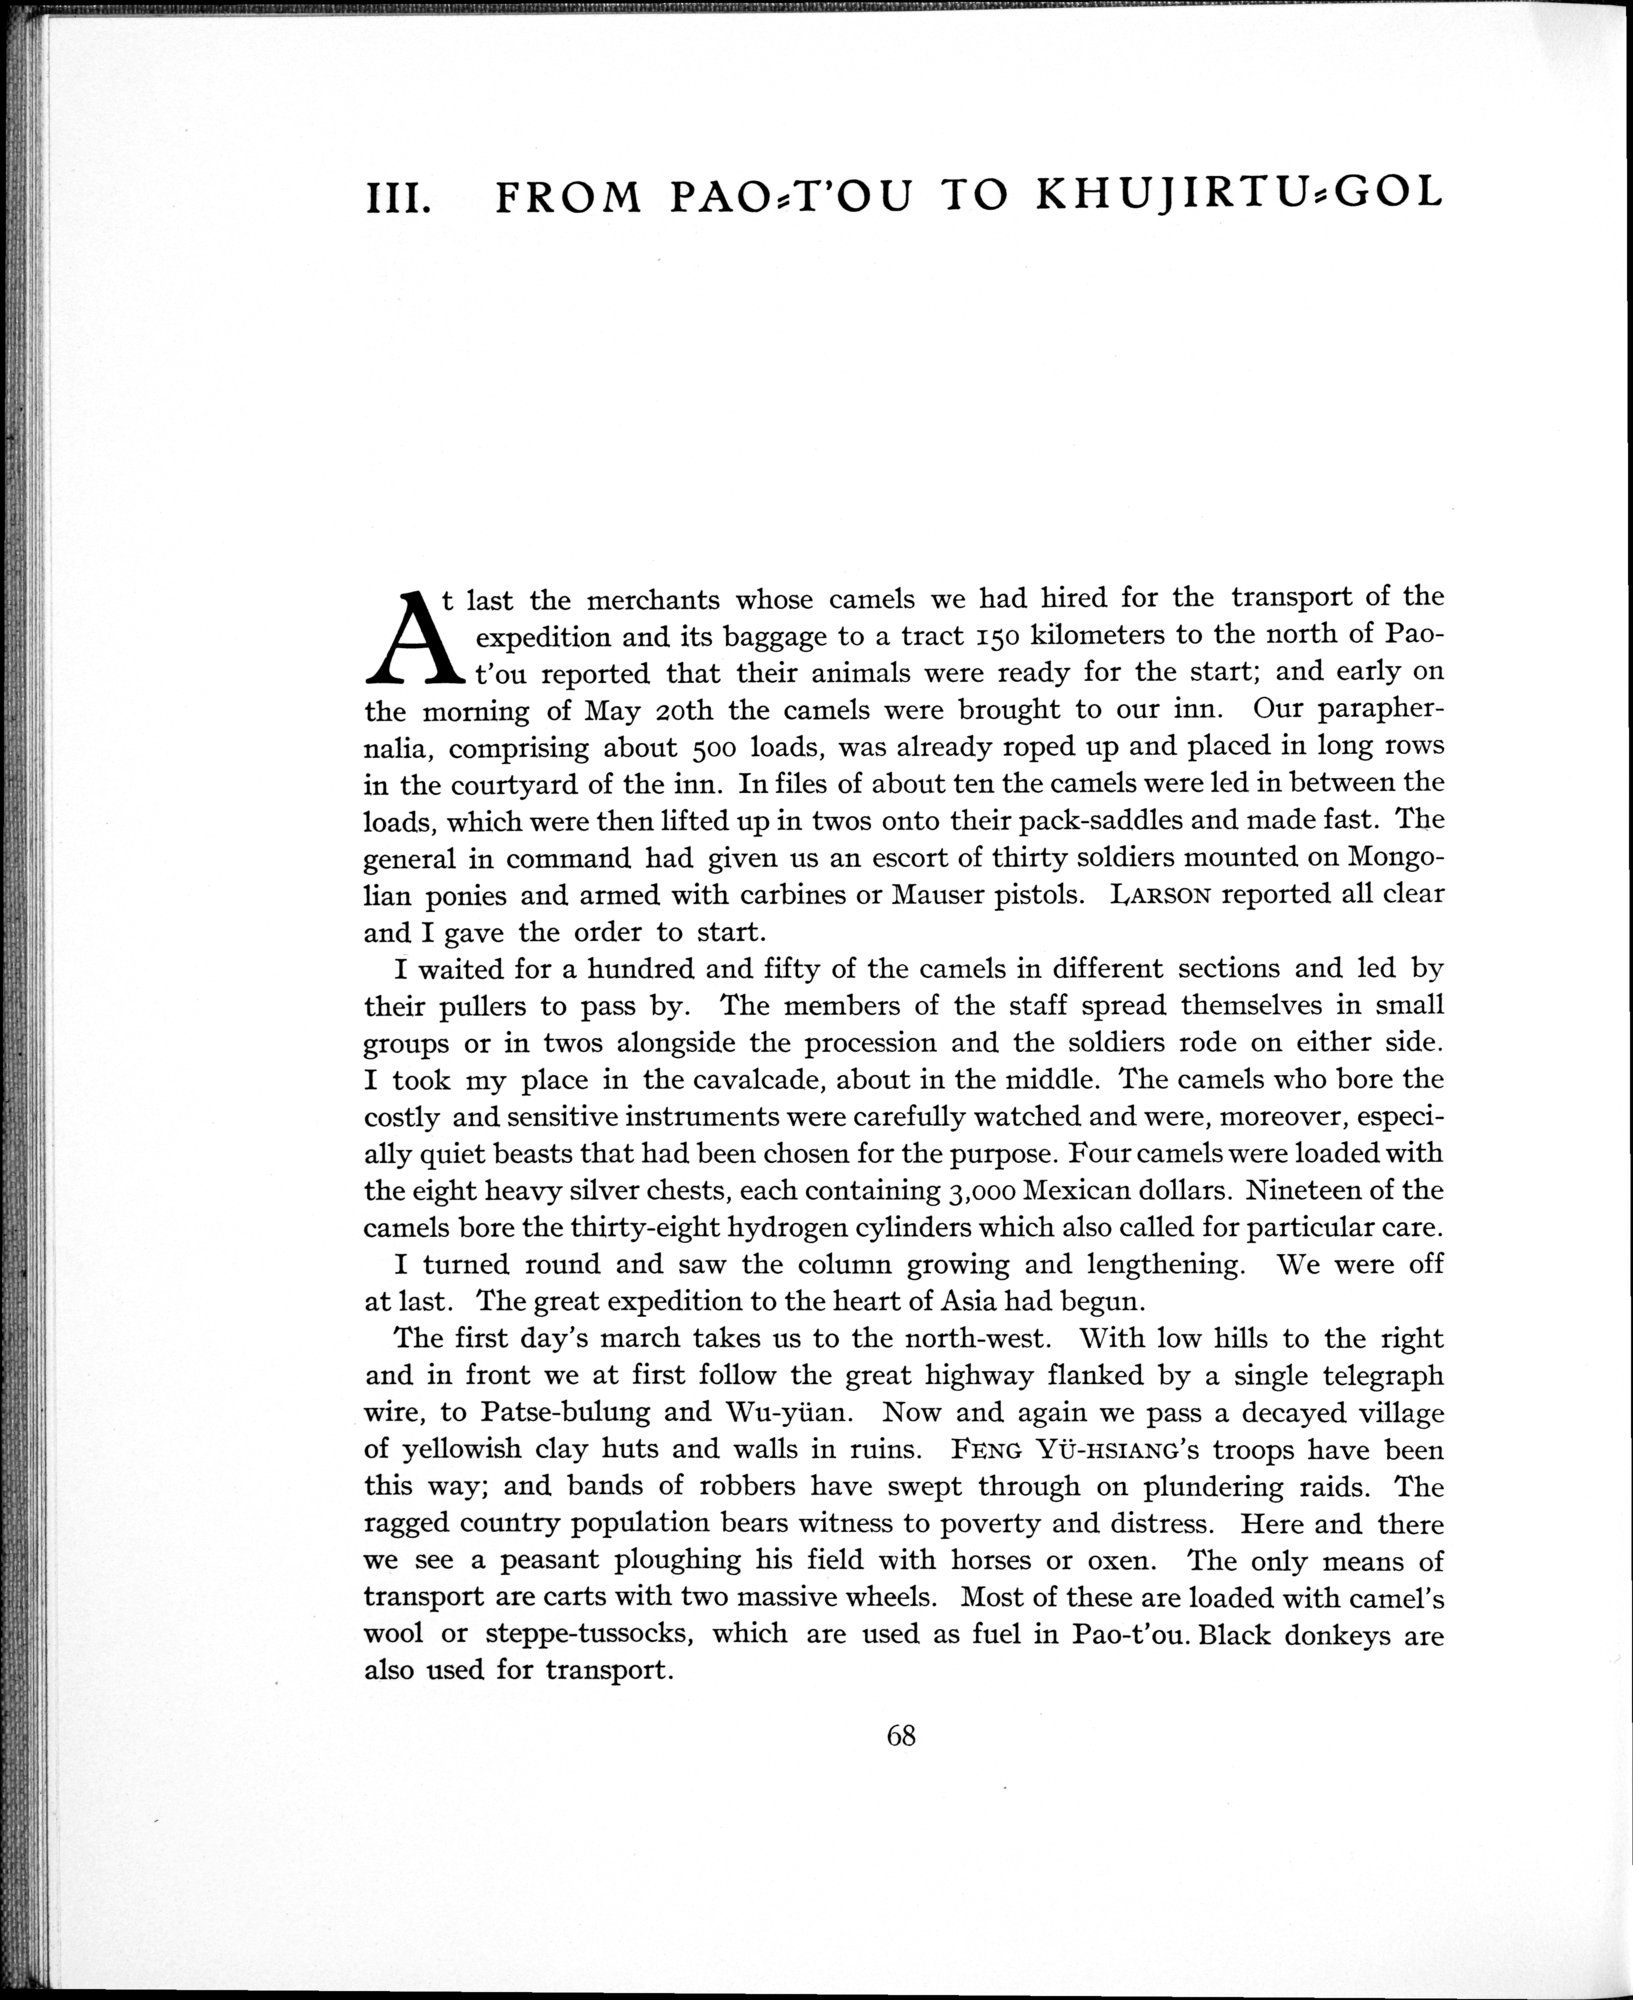 III. FROM PAO-T'OU TO KHUJIRTU-GOL
At last the merchants whose camels we had hired for the transport of the
expedition and its baggage to a tract 150 kilometers to the north of Pao-
t'ou reported that their animals were ready for the start; and early on
the morning of May 20th the camels were brought to our inn. Our parapher-
nalia, comprising about 500 loads, was already roped up and placed in long rows
in the courtyard of the inn. In files of about ten the camels were led in between the
loads, which were then lifted up in twos onto their pack-saddles and made fast. The
general in command had given us an escort of thirty soldiers mounted on Mongo-
lian ponies and armed with carbines or Mauser pistols. LARSON reported all clear
and I gave the order to start.
I waited for a hundred and fifty of the camels in different sections and led by
their pullers to pass by. The members of the staff spread themselves in small
groups or in twos alongside the procession and the soldiers rode on either side.
I took my place in the cavalcade, about in the middle. The camels who bore the
costly and sensitive instruments were carefully watched and were, moreover, especi-
ally quiet beasts that had been chosen for the purpose. Four camels were loaded with
the eight heavy silver chests, each containing 3,000 Mexican dollars. Nineteen of the
camels bore the thirty-eight hydrogen cylinders which also called for particular care.
I turned round and saw the column growing and lengthening. We were off
at last. The great expedition to the heart of Asia had begun.
The first day's march takes us to the north-west. With low hills to the right
and in front we at first follow the great highway flanked by a single telegraph
wire, to Patse-bulung and Wu-yüan. Now and again we pass a decayed village
of yellowish clay huts and walls in ruins. FENG YÜ-HSIANG's troops have been
this way; and bands of robbers have swept through on plundering raids. The
ragged country population bears witness to poverty and distress. Here and there
we see a peasant ploughing his field with horses or oxen. The only means of
transport are carts with two massive wheels. Most of these are loaded with camel's
wool or steppe-tussocks, which are used as fuel in Pao-t'ou. Black donkeys are
also used for transport.
68